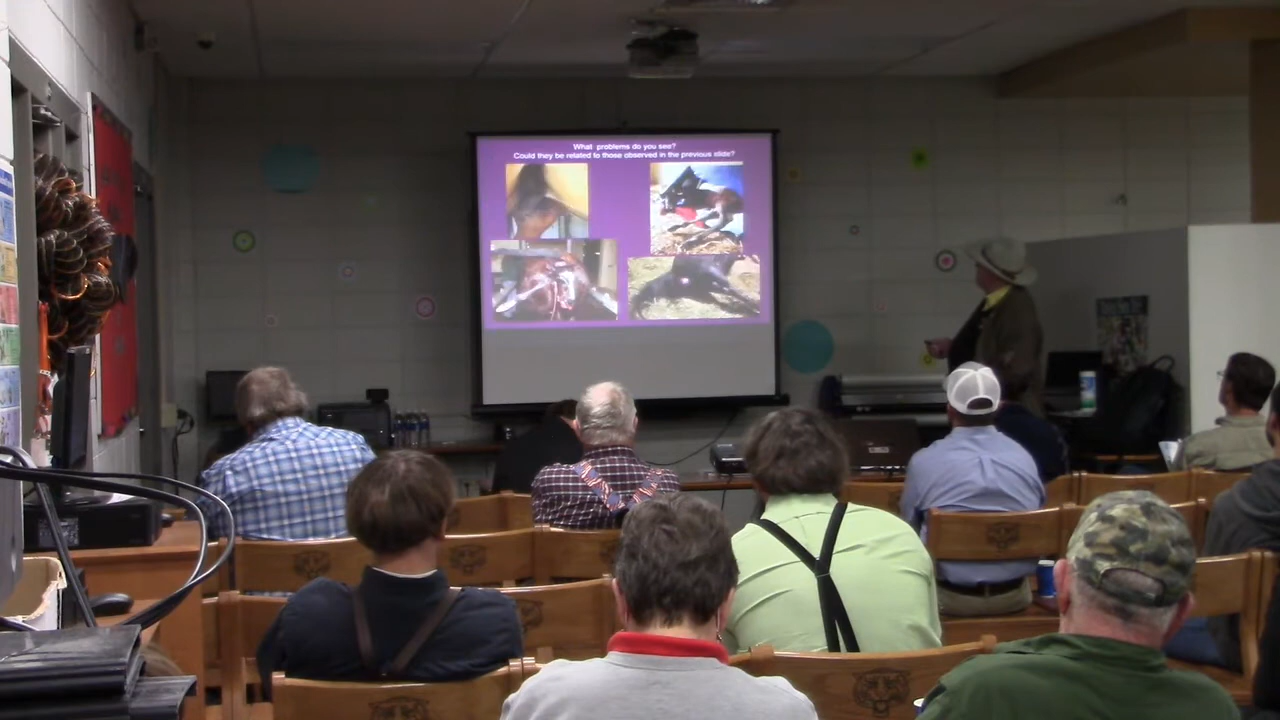 What problems do you see?
Could they be related to those observed in the previous slide?